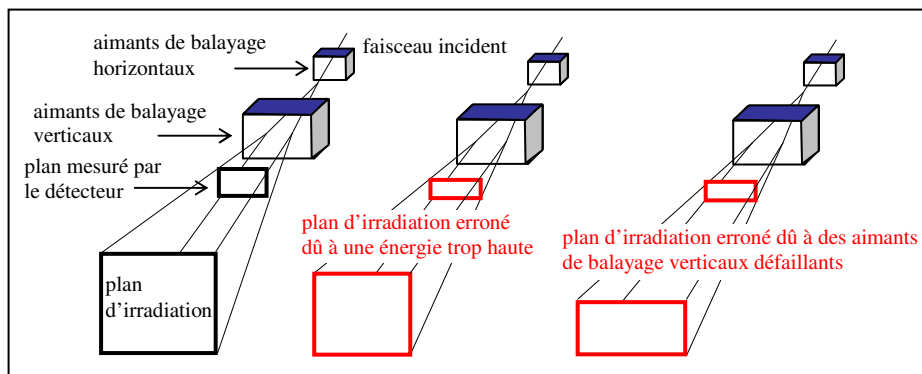 aimants de balayage
horizontaux
faisceau incident
aimants de balayage
verticaux
plan mesuré par
le détecteur
plan
d'irradiation
plan d'irradiation erroné
dû à une énergie trop haute
plan d'irradiation erroné dû à des aimants
de balayage verticaux défaillants